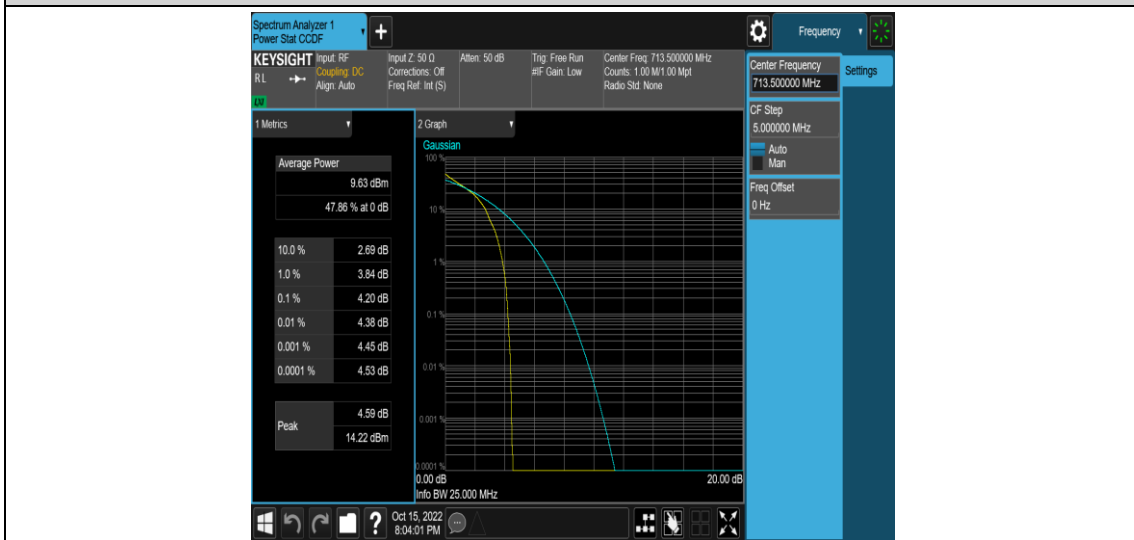 Spectrum Analyzer 1
Power Stat CCDF
Frequency
KEYSIGHT
RL
Input: RF
Coupling: DC
Align: Auto
Input Z: 50 Ω
Corrections: Off
Freq Ref: Int (S)
Atten: 50 dB
Trig: Free Run
#IF Gain: Low
Center Freq: 713.500000 MHz
Counts: 1.00 M/1.00 Mpt
Radio Std: None
Center Frequency
713.500000 MHz
Settings
CF Step
5.000000 MHz
Auto
Man
Freq Offset
0 Hz
1 Metrics
Average Power
9.63 dBm
47.86 % at 0 dB
10.0 % 2.69 dB
1.0 % 3.84 dB
0.1 % 4.20 dB
0.01 % 4.38 dB
0.001 % 4.45 dB
0.0001 % 4.53 dB
Peak
4.59 dB
14.22 dBm
2 Graph
Gaussian
100 %
10 %
1 %
0.1 %
0.01 %
0.001 %
0.0001 %
0.00 dB
20.00 dB
Info BW 25.000 MHz
?
Oct 15, 2022
8:04:01 PM